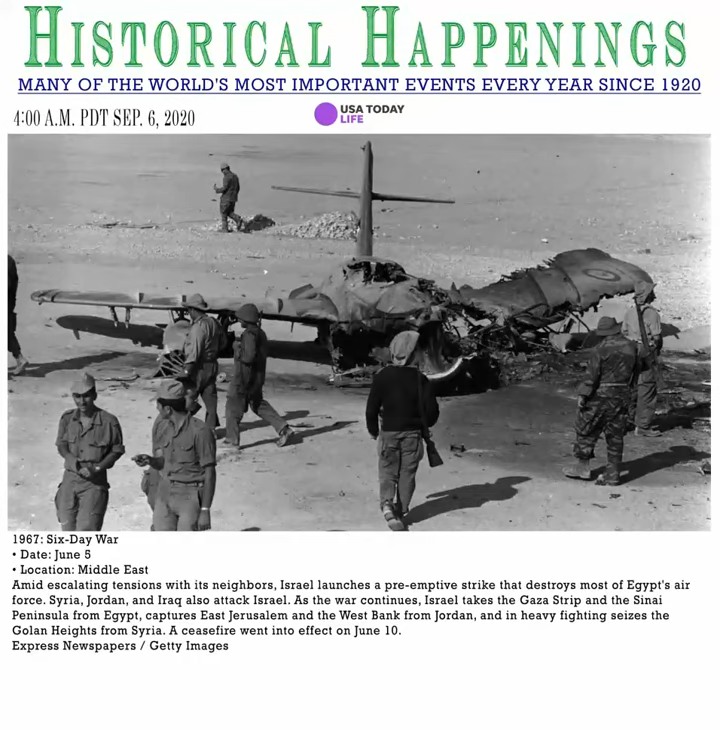 HISTORICAL HAPPENINGS
MANY OF THE WORLD'S MOST IMPORTANT EVENTS EVERY YEAR SINCE 1920
4:00 A.M. PDT SEP. 6, 2020
USA TODAY
LIFE
1967: Six-Day War
• Date: June 5
• Location: Middle East
Amid escalating tensions with its neighbors, Israel launches a pre-emptive strike that destroys most of Egypt's air
force. Syria, Jordan, and Iraq also attack Israel. As the war continues, Israel takes the Gaza Strip and the Sinai
Peninsula from Egypt, captures East Jerusalem and the West Bank from Jordan, and in heavy fighting seizes the
Golan Heights from Syria. A ceasefire went into effect on June 10.
Express Newspapers / Getty Images